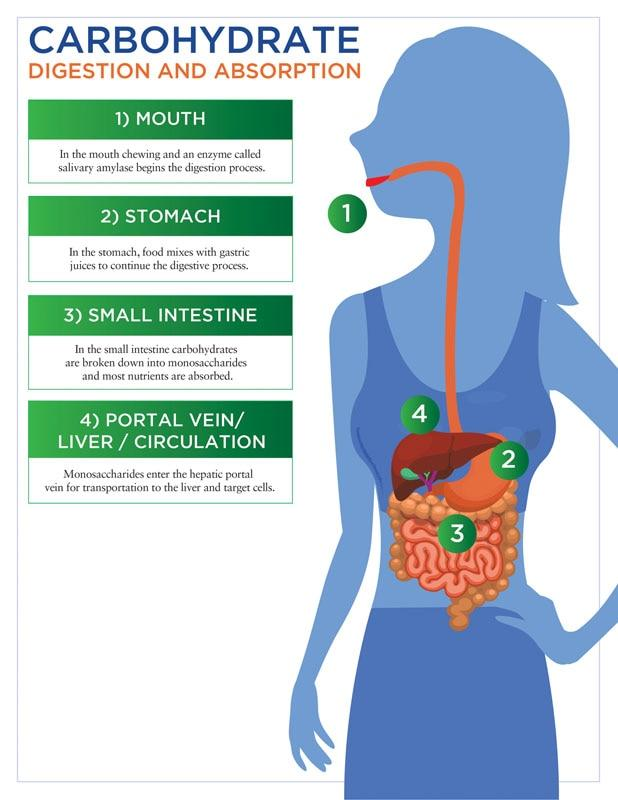 CARBOHYDRATE
DIGESTION AND ABSORPTION
1) MOUTH
In the mouth chewing and an enzyme called
salivary amylase begins the digestion process.
2) STOMACH
In the stomach, food mixes with gastric
juices to continue the digestive process.
3) SMALL INTESTINE
In the small intestine carbohydrates
are broken down into monosaccharides
and most nutrients are absorbed.
4) PORTAL VEIN/
LIVER / CIRCULATION
Monosaccharides enter the hepatic portal
vein for transportation to the liver and target cells.
1
4
2
3